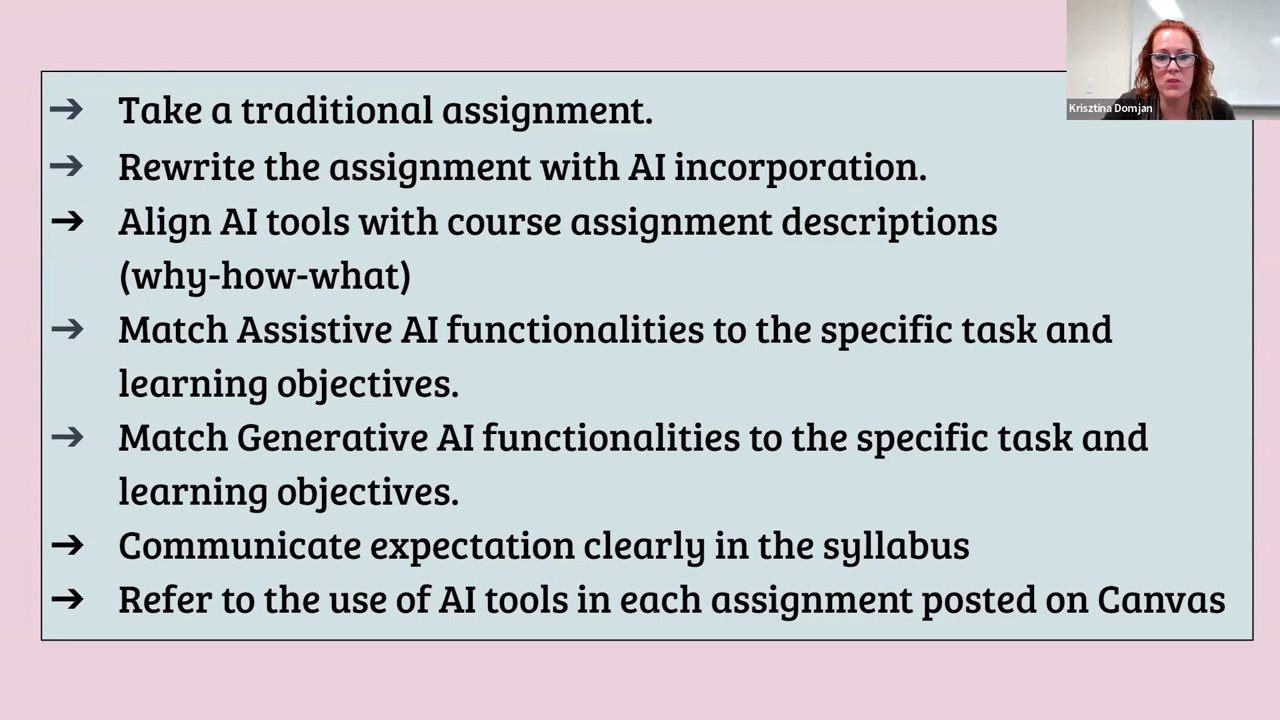 Krisztina Domjan
➔ Take a traditional assignment.
➔ Rewrite the assignment with AI incorporation.
➔ Align AI tools with course assignment descriptions
(why-how-what)
➔ Match Assistive AI functionalities to the specific task and
learning objectives.
➔ Match Generative AI functionalities to the specific task and
learning objectives.
➔ Communicate expectation clearly in the syllabus
➔ Refer to the use of AI tools in each assignment posted on Canvas